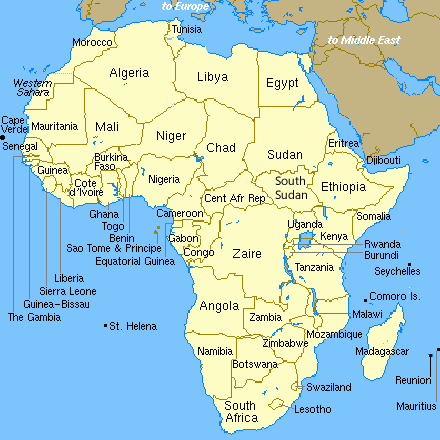 to Europe
to Middle East
Tunisia
Morocco
Algeria
Libya
Egypt
Western
Sahara
Cape
Verde
Mauritania
Mali
Niger
Chad
Sudan
Eritrea
Djibouti
Senegal
Guinea
Burkina
Faso
Cote
d'Ivoire
Nigeria
South
Sudan
Ethiopia
Cent Afr Rep
Somalia
Ghana
Togo
Benin
Sao Tome & Principe
Equatorial Guinea
Cameroon
Gabon
Congo
Zaire
Uganda
Kenya
Rwanda
Burundi
Tanzania
Seychelles
Liberia
Sierra Leone
Guinea-Bissau
The Gambia
St. Helena
Comoro Is.
Angola
Zambia
Malawi
Mozambique
Zimbabwe
Namibia
Botswana
Madagascar
Reunion
Mauritius
Swaziland
Lesotho
South
Africa